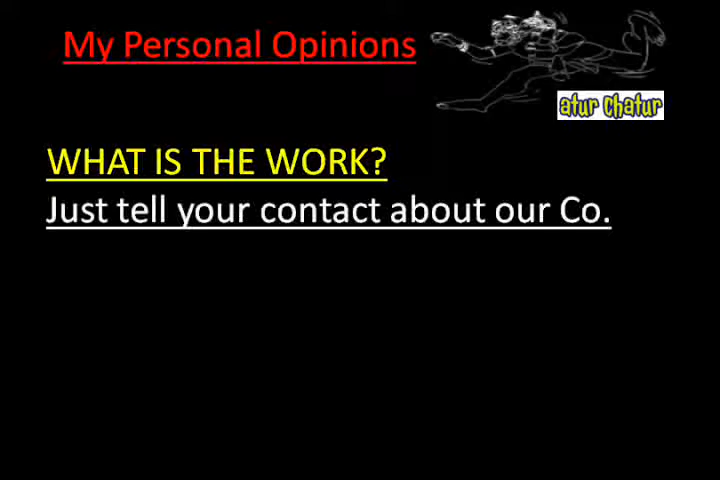 My Personal Opinions
atur chatur
WHAT IS THE WORK?
Just tell your contact about our Co.